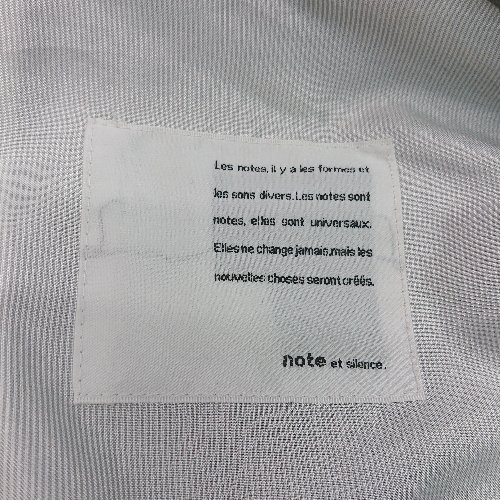 Les notes, il y a les formes et
les sons divers. Les notes sont
notes, elles sont universaux.
Elles ne change jamais,mais les
nouvelles choses seront créés.
note et silence.